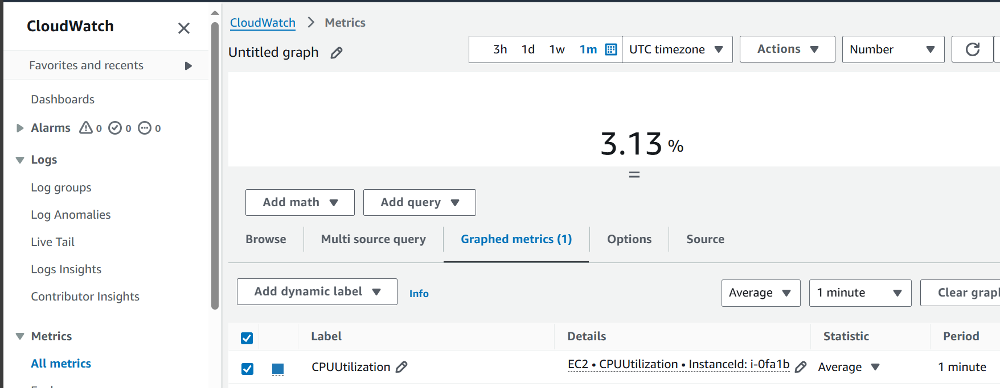 CloudWatch
Favorites and recents
Dashboards
Alarms 0 0 0
Logs
Log groups
Log Anomalies
Live Tail
Logs Insights
Contributor Insights
Metrics
All metrics
CloudWatch > Metrics
Untitled graph
3h 1d 1w 1m UTC timezone Actions Number
3.13 %
=
Add math Add query
Browse Multi source query Graphed metrics (1) Options Source
Add dynamic label Info Average 1 minute Clear graph
Label Details Statistic Period
CPUUtilization EC2 • CPUUtilization • InstanceId: i-0fa1b Average 1 minute